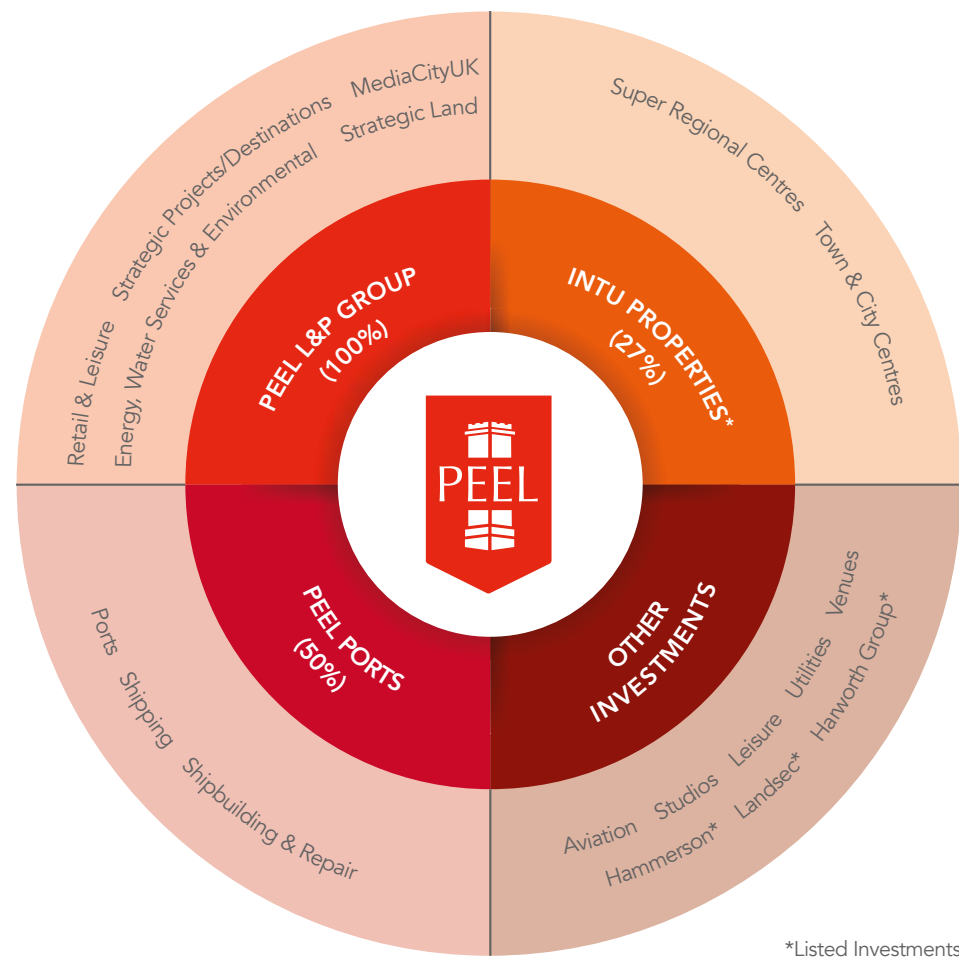 MediaCityUK
Strategic Projects/Destinations
Retail & Leisure
Strategic Land
Energy, Water Services & Environmental
PEEL L&P GROUP
(100%)
Super Regional Centres
Town & City Centres
INTU PROPERTIES*
(27%)
PEEL
PEEL PORTS
(50%)
Ports
Shipping
Shipbuilding & Repair
OTHER
INVESTMENTS
Aviation
Studios
Leisure
Utilities
Venues
Hammerson*
Landsec*
Harworth Group*
*Listed Investments